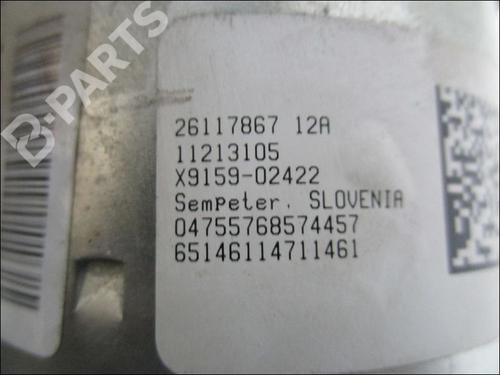 B-PARTS
26117867 12A
11213105
X9159-02422
Sempeter, SLOVENIA
04755768574457
65146114711461